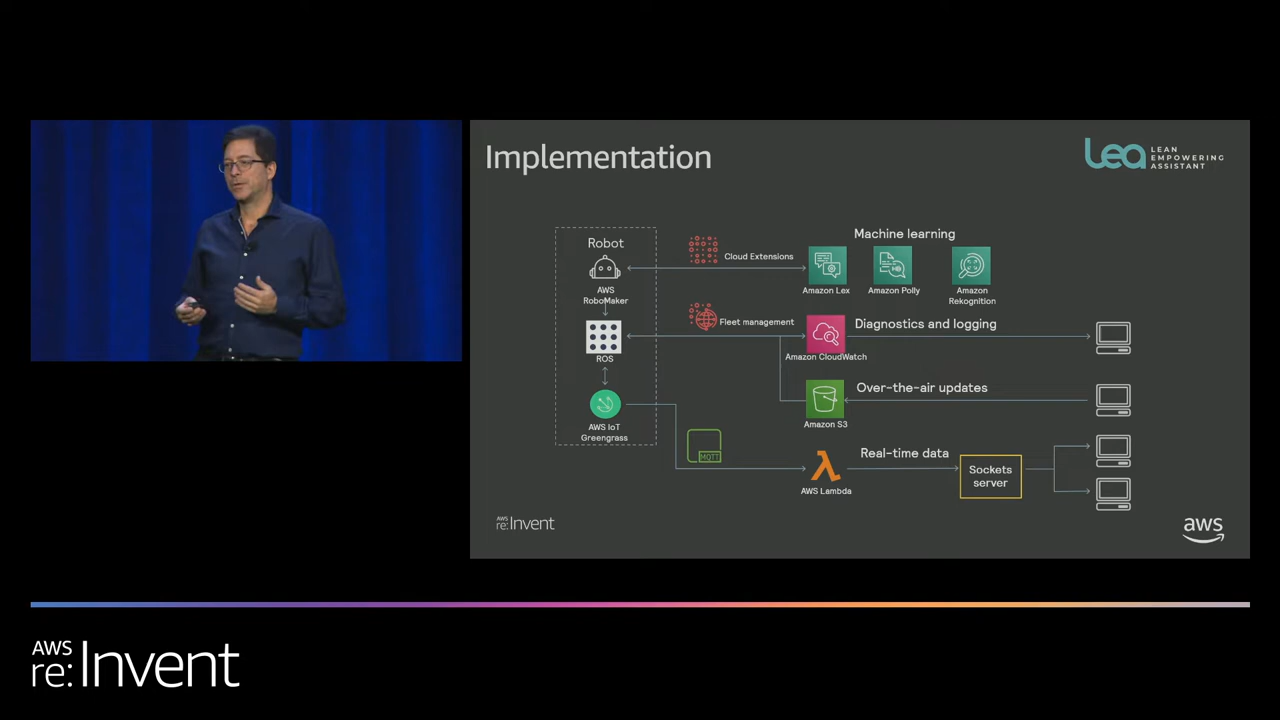 Implementation
Lea LEAN
EMPOWERING
ASSISTANT
Robot
AWS
RoboMaker
ROS
AWS IoT
Greengrass
Cloud Extensions
Machine learning
Amazon Lex
Amazon Polly
Amazon
Rekognition
Fleet management
Diagnostics and logging
Amazon CloudWatch
Over-the-air updates
Amazon S3
MQTT
Real-time data
AWS Lambda
Sockets
server
AWS
re:Invent
aws
AWS
re:Invent